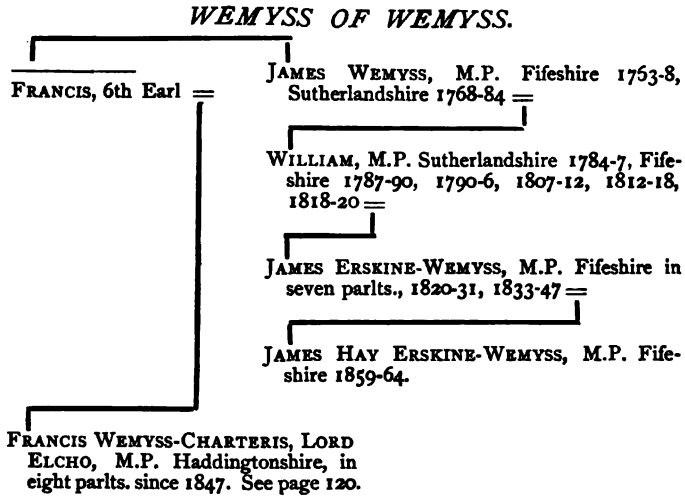 WEMYSS OF WEMYSS.
FRANCIS, 6th Earl =
JAMES WEMYSS, M.P. Fifeshire 1763-8,
Sutherlandshire 1768-84 =
WILLIAM, M.P. Sutherlandshire 1784-7, Fife-
shire 1787-90, 1790-6, 1807-12, 1812-18,
1818-20 =
JAMES ERSKINE-WEMYSS, M.P. Fifeshire in
seven parlts., 1820-31, 1833-47 =
JAMES HAY ERSKINE-WEMYSS, M.P. Fife-
shire 1859-64.
FRANCIS WEMYSS-CHARTERIS, LORD
ELCHO, M.P. Haddingtonshire, in
eight parlts. since 1847. See page 120.